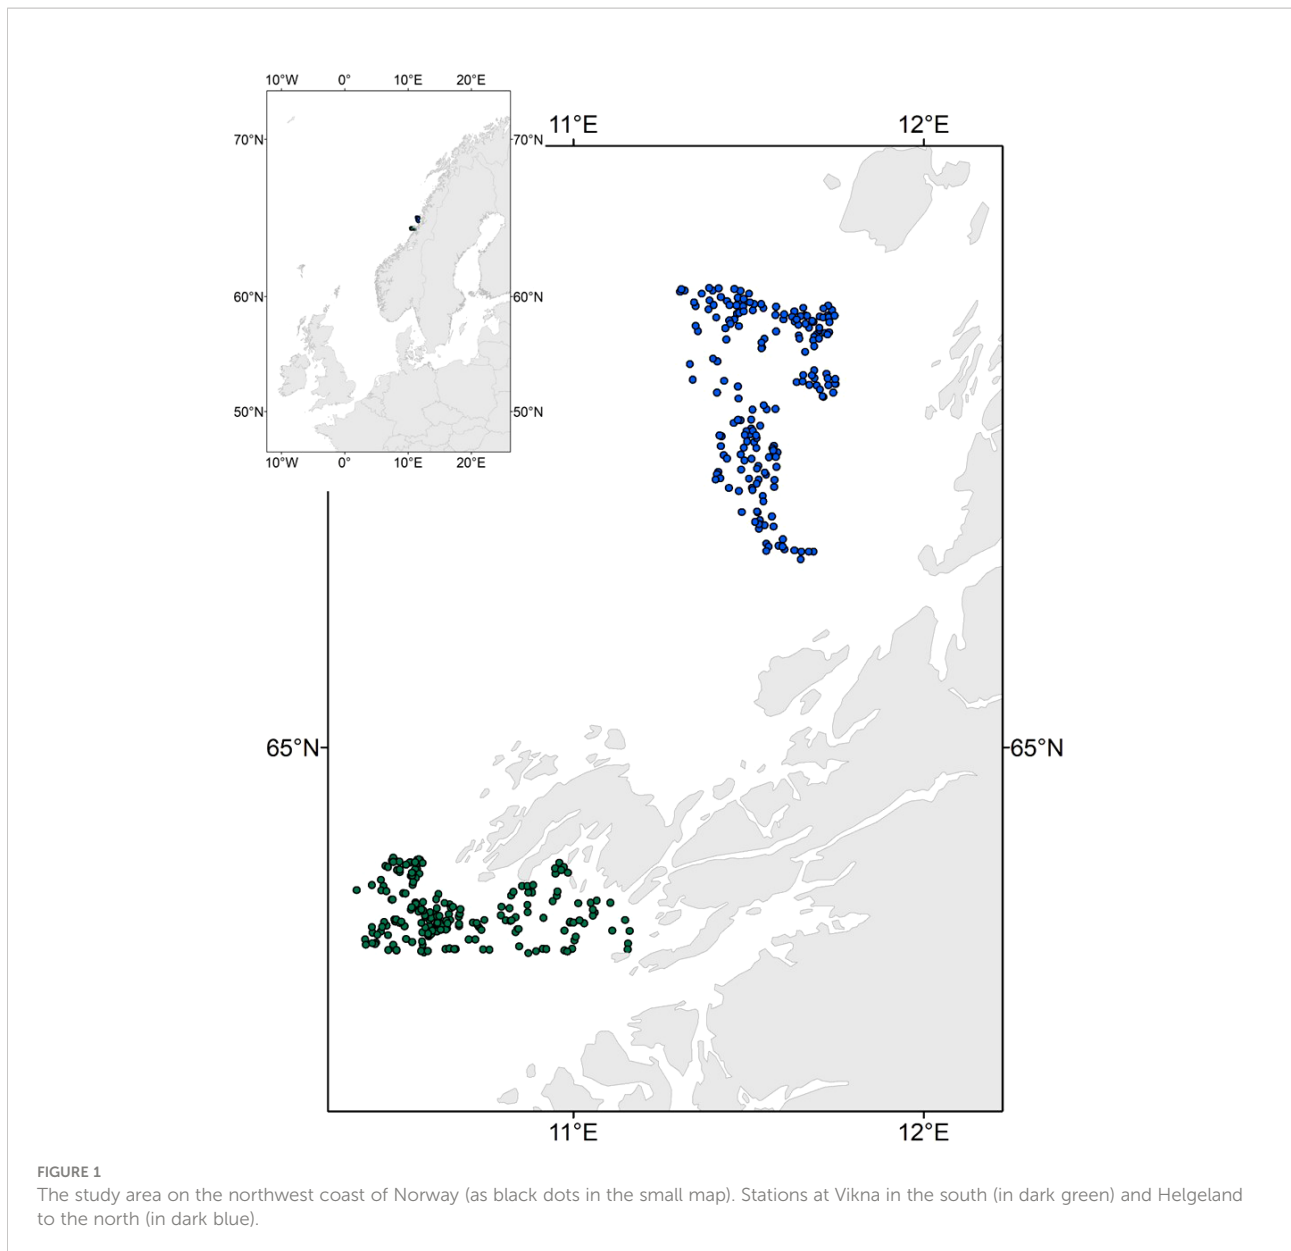 10°W 0° 10°E 20°E
70°N 70°N
11°E 12°E
60°N 60°N
50°N 50°N
10°W 0° 10°E 20°E
65°N 65°N
11°E 12°E
FIGURE 1
The study area on the northwest coast of Norway (as black dots in the small map). Stations at Vikna in the south (in dark green) and Helgeland
to the north (in dark blue).